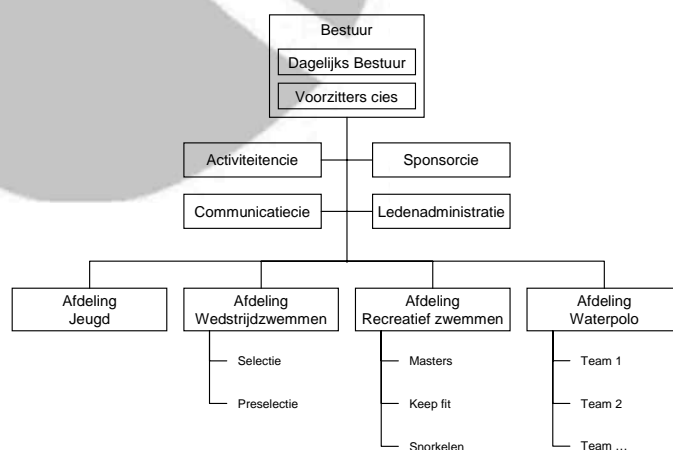 Bestuur
Dagelijks Bestuur
Voorzitters cies
Activiteitencie
Sponsorcie
Communicatiecie
Ledenadministratie
Afdeling
Jeugd
Afdeling
Wedstrijdzwemmen
Afdeling
Recreatief zwemmen
Afdeling
Waterpolo
Selectie
Preselectie
Masters
Keep fit
Snorkelen
Team 1
Team 2
Team ...